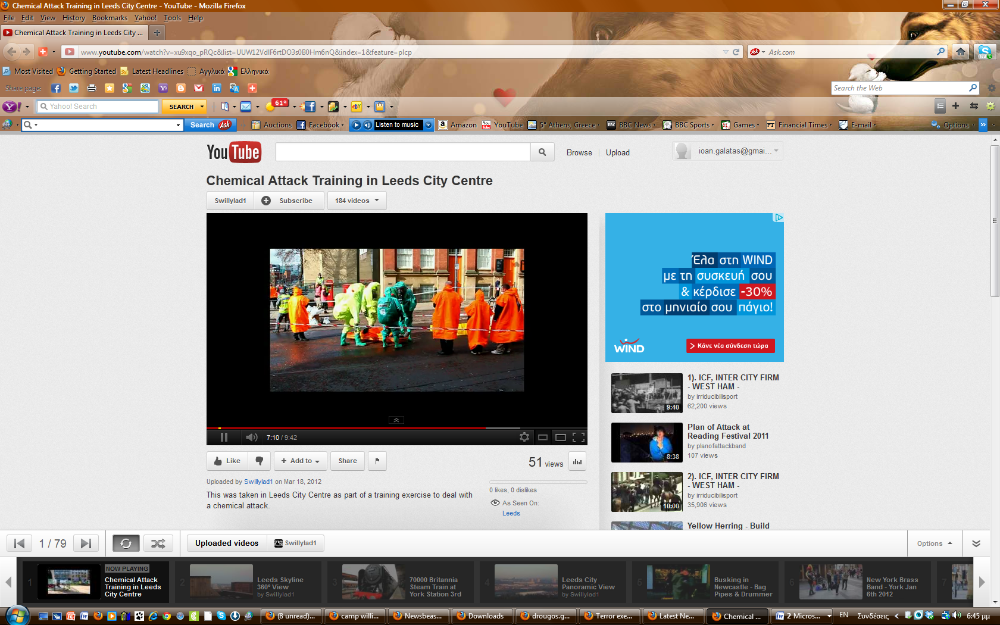 Chemical Attack Training in Leeds City Centre - YouTube - Mozilla Firefox
File Edit View History Bookmarks Yahoo! Tools Help
Chemical Attack Training in Leeds City ...
www.youtube.com/watch?v=xu9xqo_pRQc&list=UUW12VdlF6rtDO3s0B0Hm6nQ&index=1&feature=plcp
Ask Ask.com
Most Visited Getting Started Latest Headlines Αγγλικά Ελληνικά
Share page:
Search the Web
Y! Yahoo! Search SEARCH 61°
Search Ask Auctions Facebook Listen to music Amazon YouTube 5° Athens, Greece BBC News BBC Sports Games Financial Times E-mail Options
YouTube
Browse Upload
ioan.galatas@gmai...
Chemical Attack Training in Leeds City Centre
Swillylad1 Subscribe 184 videos
Έλα στη WIND
με τη συσκευή σου
& κέρδισε -30%
στο μηνιαίο σου πάγιο!
WIND
Κάνε νέα σύνδεση τώρα
7:10 / 9:42
Like Add to Share
51 views
Uploaded by Swillylad1 on Mar 18, 2012
This was taken in Leeds City Centre as part of a training exercise to deal with
a chemical attack.
0 likes, 0 dislikes
As Seen On:
Leeds
1). ICF, INTER CITY FIRM
- WEST HAM -
by irriducibilisport
62,200 views
9:40
Plan of Attack at
Reading Festival 2011
by planofattackband
107 views
8:38
2). ICF, INTER CITY FIRM
- WEST HAM -
by irriducibilisport
35,906 views
10:00
Yellow Herring - Build
1 / 79
Uploaded videos Swillylad1
Options
1
NOW PLAYING
Chemical Attack
Training in Leeds
City Centre
2
Leeds Skyline
360º View
by Swillylad1
3
70000 Britannia
Steam Train at
York Station 3rd
4
Leeds City
Panoramic View
by Swillylad1
5
Busking in
Newcastle - Bag
Pipes & Drummer
6
New York Brass
Band - York Jan
6th 2012
7
(8 unread)... camp willi... Newsbeas... Downloads drougos.g... Terror exe... Latest Ne... Chemical ... 2 Micros... EN Συνδέσεις 6:45 μμ